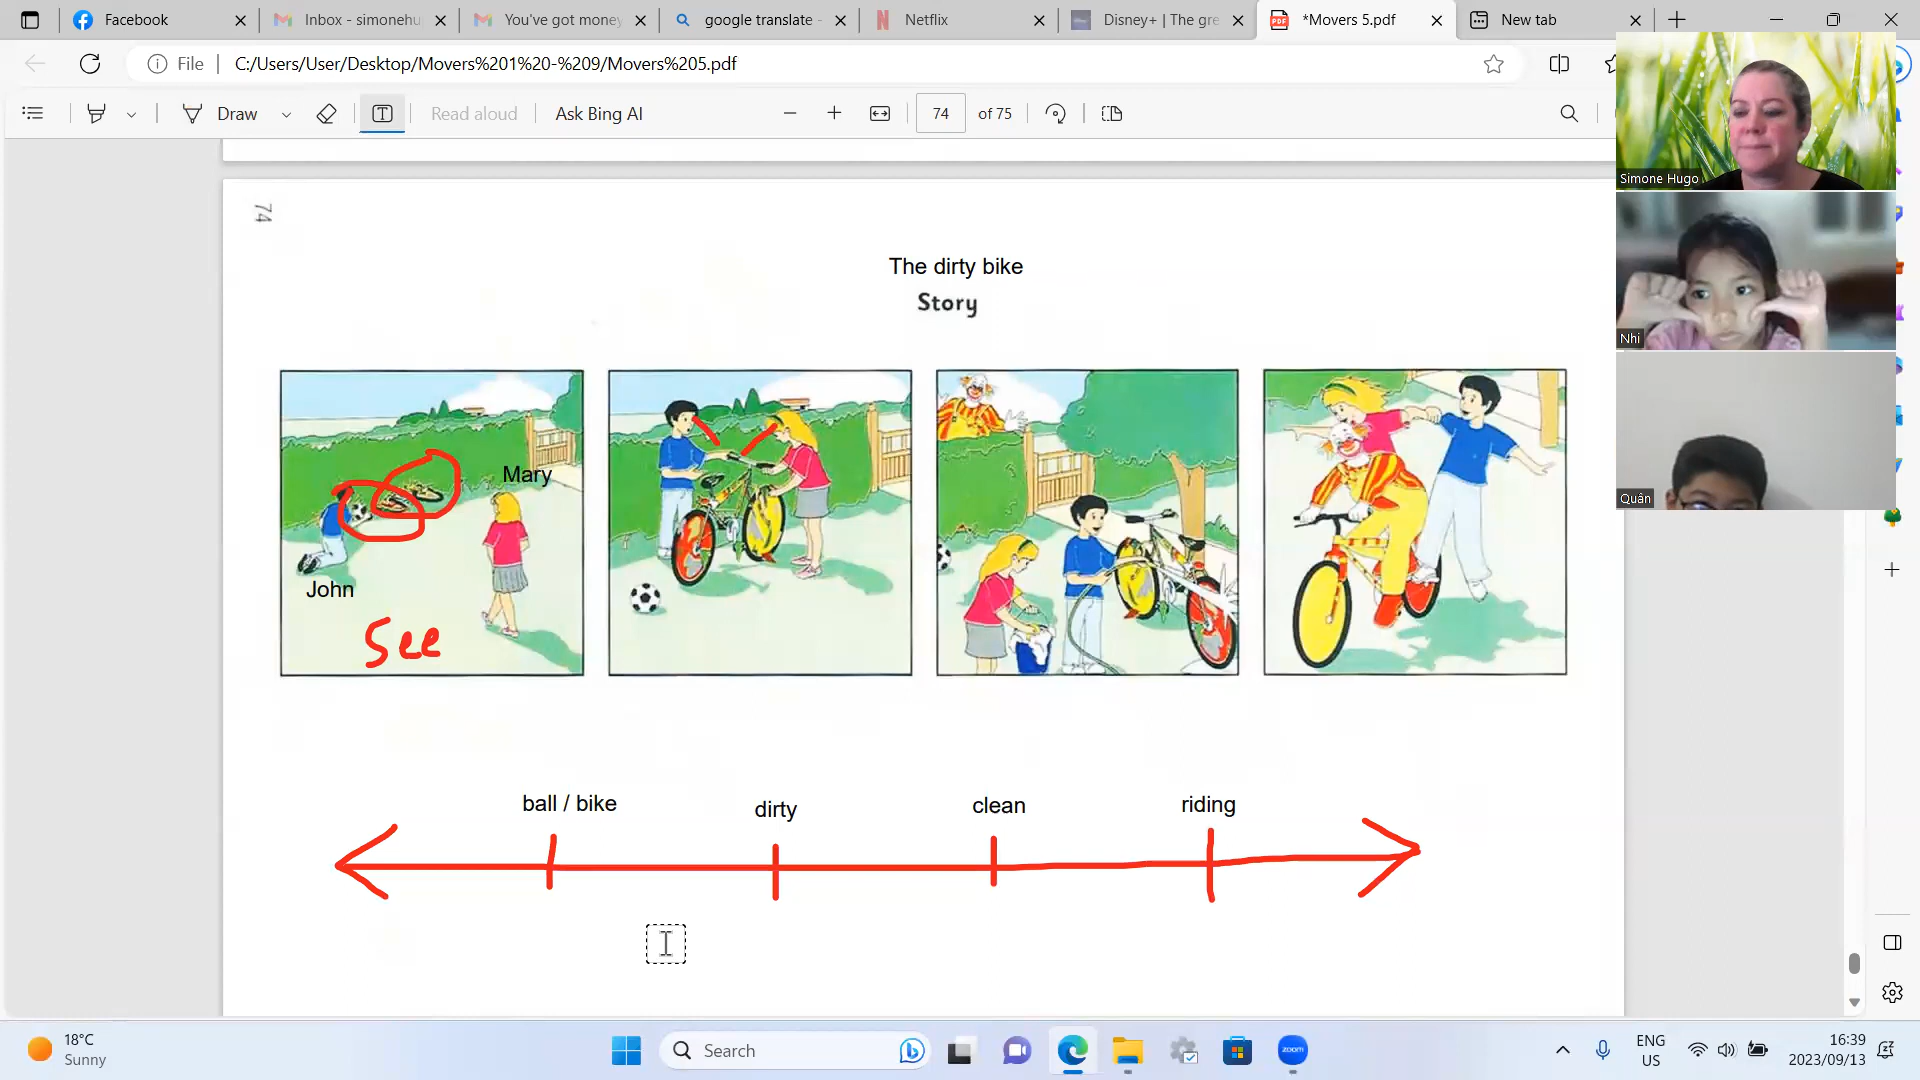 Facebook
Inbox - simonehu
You've got money
google translate -
Netflix
Disney+ | The gre
*Movers 5.pdf
New tab
File
C:/Users/User/Desktop/Movers%201%20-%209/Movers%205.pdf
Draw
Read aloud
Ask Bing AI
74 of 75
Simone Hugo
Nhi
Quân
74
The dirty bike
Story
Mary
John
See
ball / bike
dirty
clean
riding
18°C
Sunny
Search
zoom
ENG
US
16:39
2023/09/13